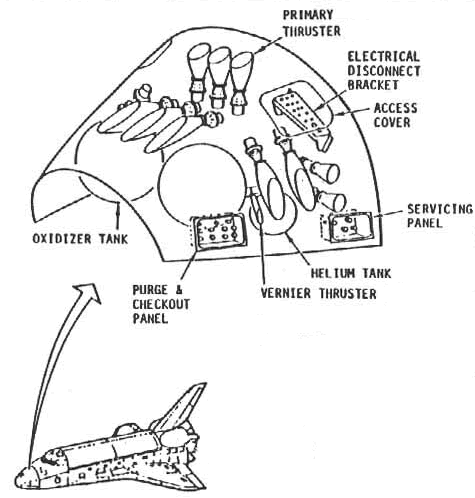 PRIMARY
THRUSTER
ELECTRICAL
DISCONNECT
BRACKET
ACCESS
COVER
SERVICING
PANEL
OXIDIZER TANK
HELIUM TANK
VERNIER THRUSTER
PURGE &
CHECKOUT
PANEL